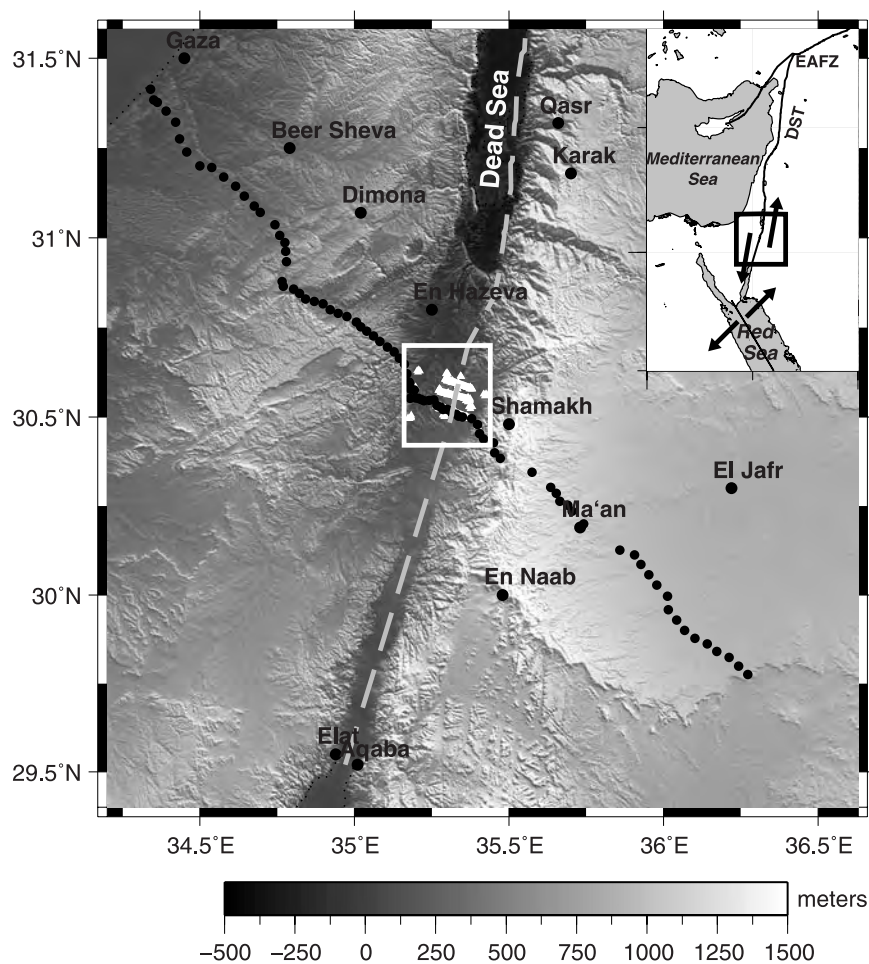 Gaza
31.5°N
EAFZ
Dead Sea
Qasr
DST
Beer Sheva
Karak
Mediterranean
Sea
Dimona
31°N
En Hazeva
Red
Sea
30.5°N
Shamakh
El Jafr
Ma'an
En Naab
30°N
Elat
Aqaba
29.5°N
34.5°E 35°E 35.5°E 36°E 36.5°E
meters
−500 −250 0 250 500 750 1000 1250 1500